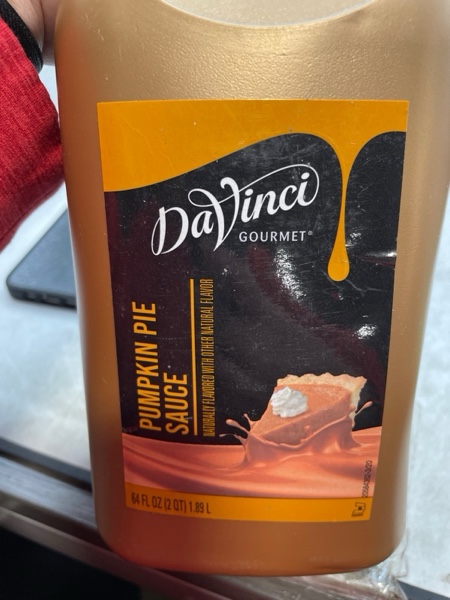 DaVinci
GOURMET®
PUMPKIN PIE
SAUCE
NATURALLY FLAVORED WITH OTHER NATURAL FLAVOR
64 FL OZ (2 QT) 1.89 L